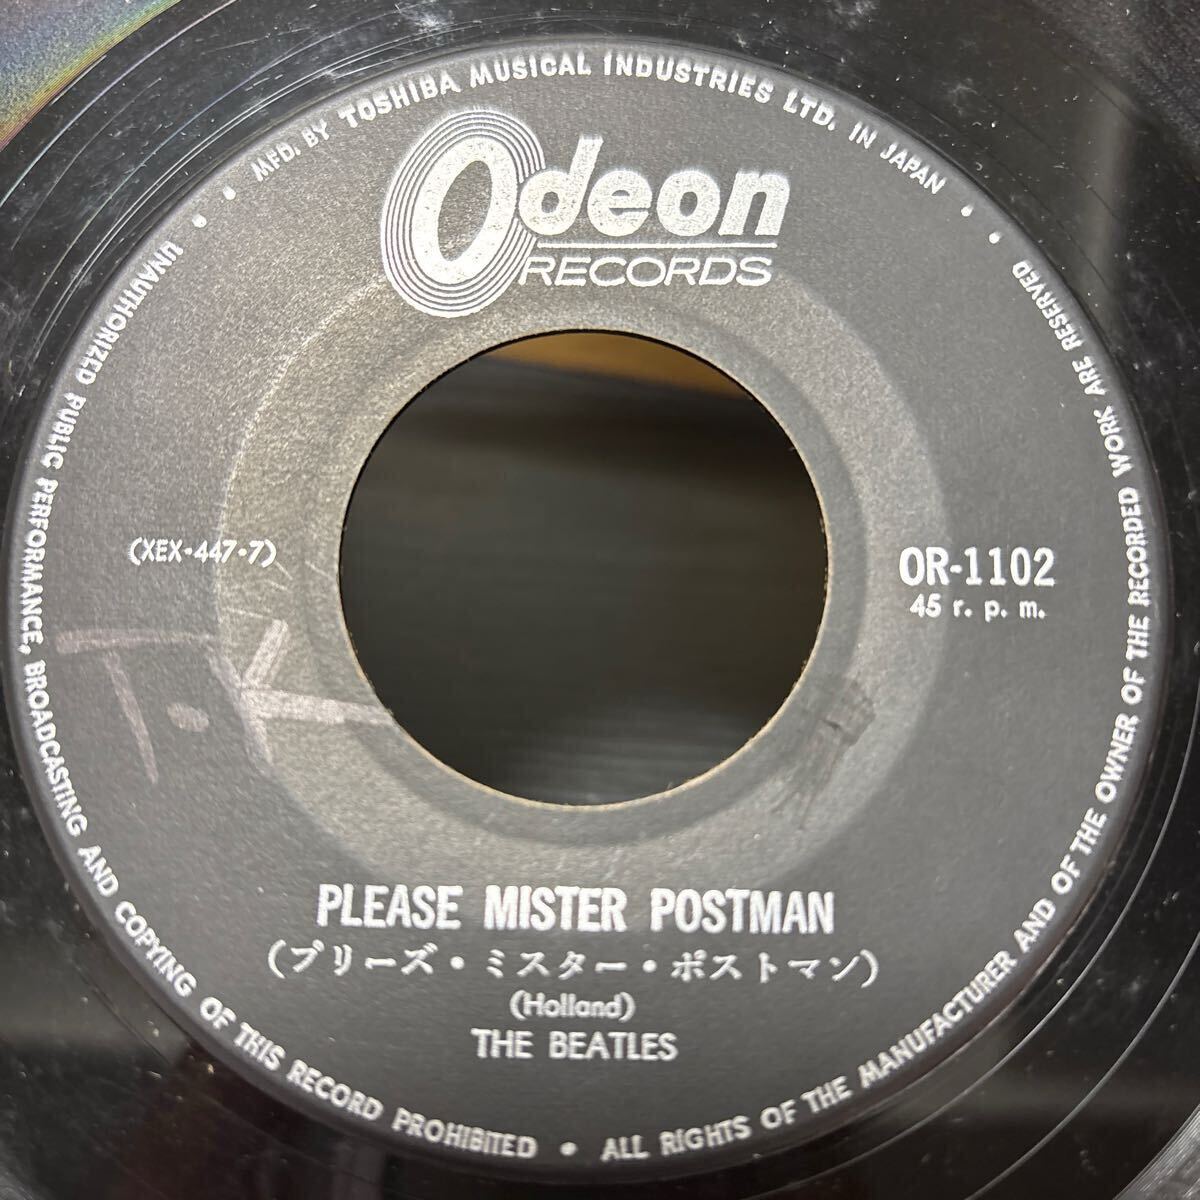 MFD. BY TOSHIBA MUSICAL INDUSTRIES LTD. IN JAPAN
Odeon
RECORDS
(XEX・447・7)
OR-1102
45 r. p. m.
T.K
PLEASE MISTER POSTMAN
(プリーズ・ミスター・ポストマン)
(Holland)
THE BEATLES
UNAUTHORIZED PUBLIC PERFORMANCE, BROADCASTING AND COPYING OF THIS RECORD PROHIBITED • ALL RIGHTS OF THE MANUFACTURER AND OF THE OWNER OF THE RECORDED WORK ARE RESERVED